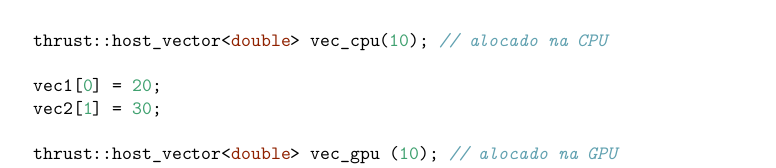 thrust::host_vector<double> vec_cpu(10); // alocado na CPU
vec1[0] = 20;
vec2[1] = 30;
thrust::host_vector<double> vec_gpu (10); // alocado na GPU